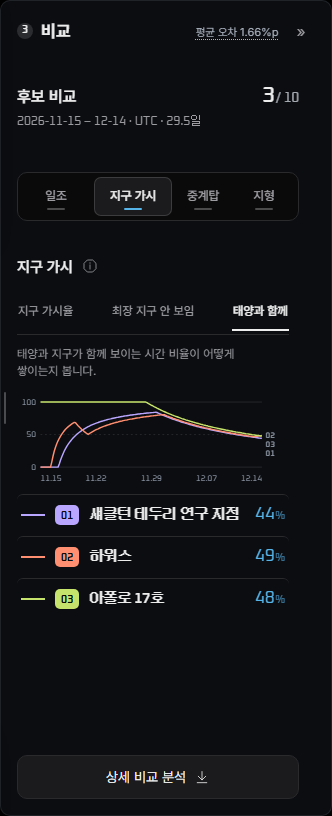 3 비교
평균 오차 1.66%p
»
후보 비교
3 / 10
2026-11-15 – 12-14 · UTC · 29.5일
일조
지구 가시
중계탑
지형
지구 가시
지구 가시율
최장 지구 안 보임
태양과 함께
태양과 지구가 함께 보이는 시간 비율이 어떻게
쌓이는지 봅니다.
100
50
0
02
03
01
11.15
11.22
11.29
12.07
12.14
01 섀클턴 테두리 연구 지점 44%
02 하워스 49%
03 아폴로 17호 48%
상세 비교 분석